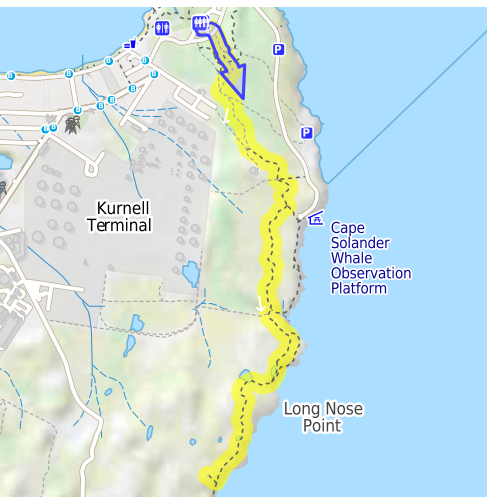 P
P
B
B
B
B
B
B
B
B
B
B
Kurnell
Terminal
Cape
Solander
Whale
Observation
Platform
Long Nose
Point